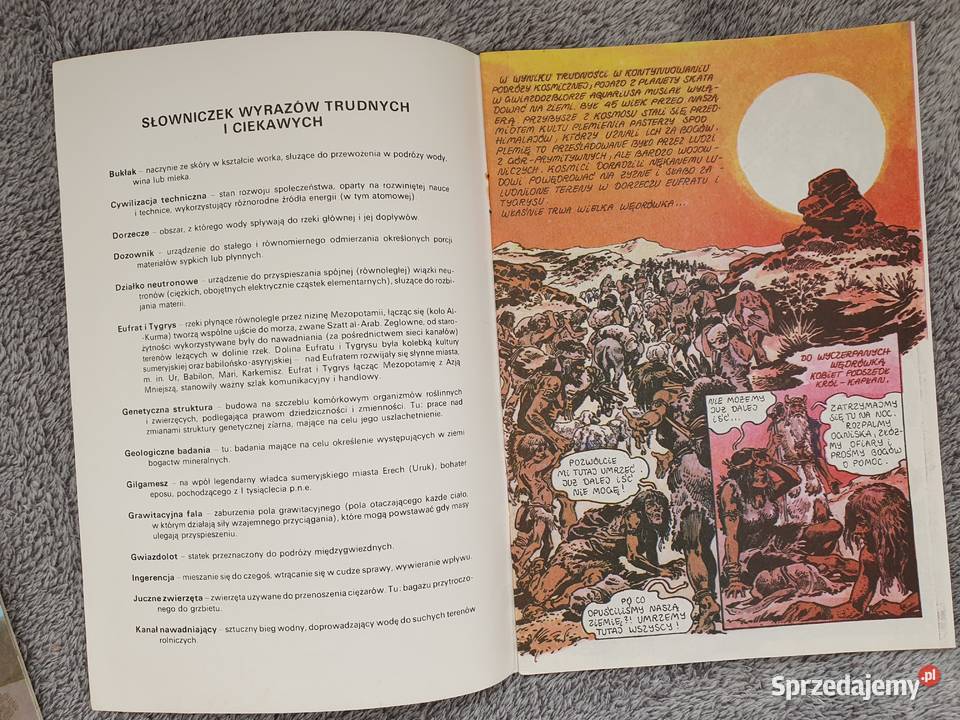 SŁOWNICZEK WYRAZÓW TRUDNYCH
I CIEKAWYCH
Bukłak – naczynie ze skóry w kształcie worka, służące do przewożenia w podróży wody,
wina lub mleka.
Cywilizacja techniczna – stan rozwoju społeczeństwa, oparty na rozwiniętej nauce
i technice, wykorzystujący różnorodne źródła energii (w tym atomowej)
Dorzecze – obszar, z którego wody spływają do rzeki głównej i jej dopływów.
Dozownik – urządzenie do stałego i równomiernego odmierzania określonych porcji
materiałów sypkich lub płynnych.
Działko neutronowe – urządzenie do przyspieszania spójnej (równoległej) wiązki neu-
tronów (ciężkich, obojętnych elektrycznie cząstek elementarnych), służące do rozbi-
jania materii.
Eufrat i Tygrys – rzeki płynące równolegle przez nizinę Mezopotamii, łącząc się (koło Al-
-Kurma) tworzą wspólne ujście do morza, zwane Szatt al-Arab. Żeglowne, od staro-
żytności wykorzystywane były do nawadniania (za pośrednictwem sieci kanałów)
terenów leżących w dolinie rzek. Dolina Eufratu i Tygrysu była kolebką kultury
sumeryjskiej oraz babilońsko-asyryjskiej – nad Eufratem rozwijały się słynne miasta,
m. in. Ur, Babilon, Mari, Karkemisz. Eufrat i Tygrys łącząc Mezopotamię z Azją
Mniejszą, stanowiły ważny szlak komunikacyjny i handlowy.
Genetyczna struktura – budowa na szczeblu komórkowym organizmów roślinnych
i zwierzęcych, podlegająca prawom dziedziczności i zmienności. Tu: prace nad
zmianami struktury genetycznej ziarna, mające na celu jego uszlachetnienie.
Geologiczne badania – tu: badania mające na celu określenie występujących w ziemi
bogactw mineralnych.
Gilgamesz – na wpół legendarny władca sumeryjskiego miasta Erech (Uruk), bohater
eposu, pochodzącego z I tysiąclecia p.n.e.
Grawitacyjna fala – zaburzenia pola grawitacyjnego (pola otaczającego każde ciało,
w którym działają siły wzajemnego przyciągania), które mogą powstawać gdy masy
ulegają przyspieszeniu.
Gwiazdolot – statek przeznaczony do podróży międzygwiezdnych.
Ingerencja – mieszanie się do czegoś, wtrącanie się w cudze sprawy, wywieranie wpływu.
Juczne zwierzęta – zwierzęta używane do przenoszenia ciężarów. Tu: bagażu przytroczo-
nego do grzbietu.
Kanał nawadniający – sztuczny bieg wodny, doprowadzający wodę do suchych terenów
rolniczych
W WYNIKU TRUDNOŚCI W KONTYNUOWANIU
PODRÓŻY KOSMICZNEJ, POJAZD Z PLANETY SKATA
W GWIAZDOZBIORZE AQUARIUSA MUSIAŁ WYLĄ-
DOWAĆ NA ZIEMI. BYŁ 45 WIEK PRZED NASZĄ
ERĄ. PRZYBYSZE Z KOSMOSU STALI SIĘ PRZED-
MIOTEM KULTU PLEMIENIA PASTERZY SPOD
HIMALAJÓW, KTÓRZY UZNALI ICH ZA BOGÓW.
PLEMIĘ TO PRZEŚLADOWANE BYŁO PRZEZ LUDZI
Z GÓR - PRYMITYWNYCH, ALE BARDZO WOJOW-
NICZYCH. KOSMICI DORADZILI NĘKANEMU LU-
DOWI POWĘDROWAĆ NA ŻYZNE I SŁABO ZA-
LUDNIONE TERENY W DORZECZU EUFRATU I
TYGRYSU.
WŁAŚNIE TRWA WIELKA WĘDRÓWKA...
DO WYCZERPANYCH
WĘDRÓWKĄ
KOBIET PODSZEDŁ
KRÓL-KAPŁAN.
NIE MOŻEMY
JUŻ DALEJ
IŚĆ...
ZATRZYMAJMY
SIĘ TU NA NOC.
ROZPALMY
OGNISKA, ZŁÓŻ-
MY OFIARY I
PROŚMY BOGÓW
O POMOC.
POZWÓLCIE
MI TUTAJ UMRZEĆ.
JUŻ DALEJ IŚĆ
NIE MOGĘ!
PO CO
OPUŚCILIŚMY NASZĄ
ZIEMIĘ?! UMRZEMY
TUTAJ WSZYSCY!
Sprzedajemy.pl